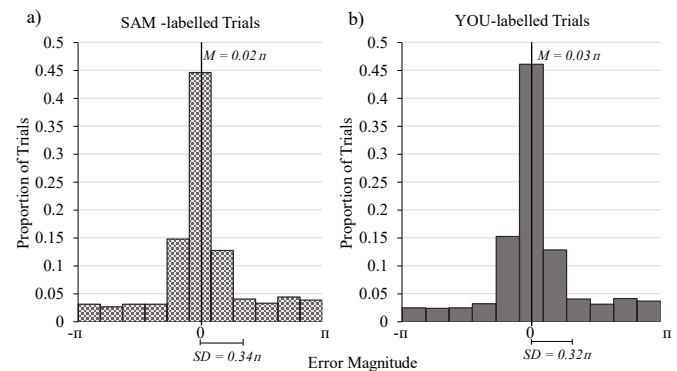 a)
SAM -labelled Trials
Proportion of Trials
0.5
0.45
0.4
0.35
0.3
0.25
0.2
0.15
0.1
0.05
0
M = 0.02π
-π
0
π
SD = 0.34π
b)
YOU-labelled Trials
Proportion of Trials
0.5
0.45
0.4
0.35
0.3
0.25
0.2
0.15
0.1
0.05
0
M = 0.03π
-π
0
π
SD = 0.32π
Error Magnitude